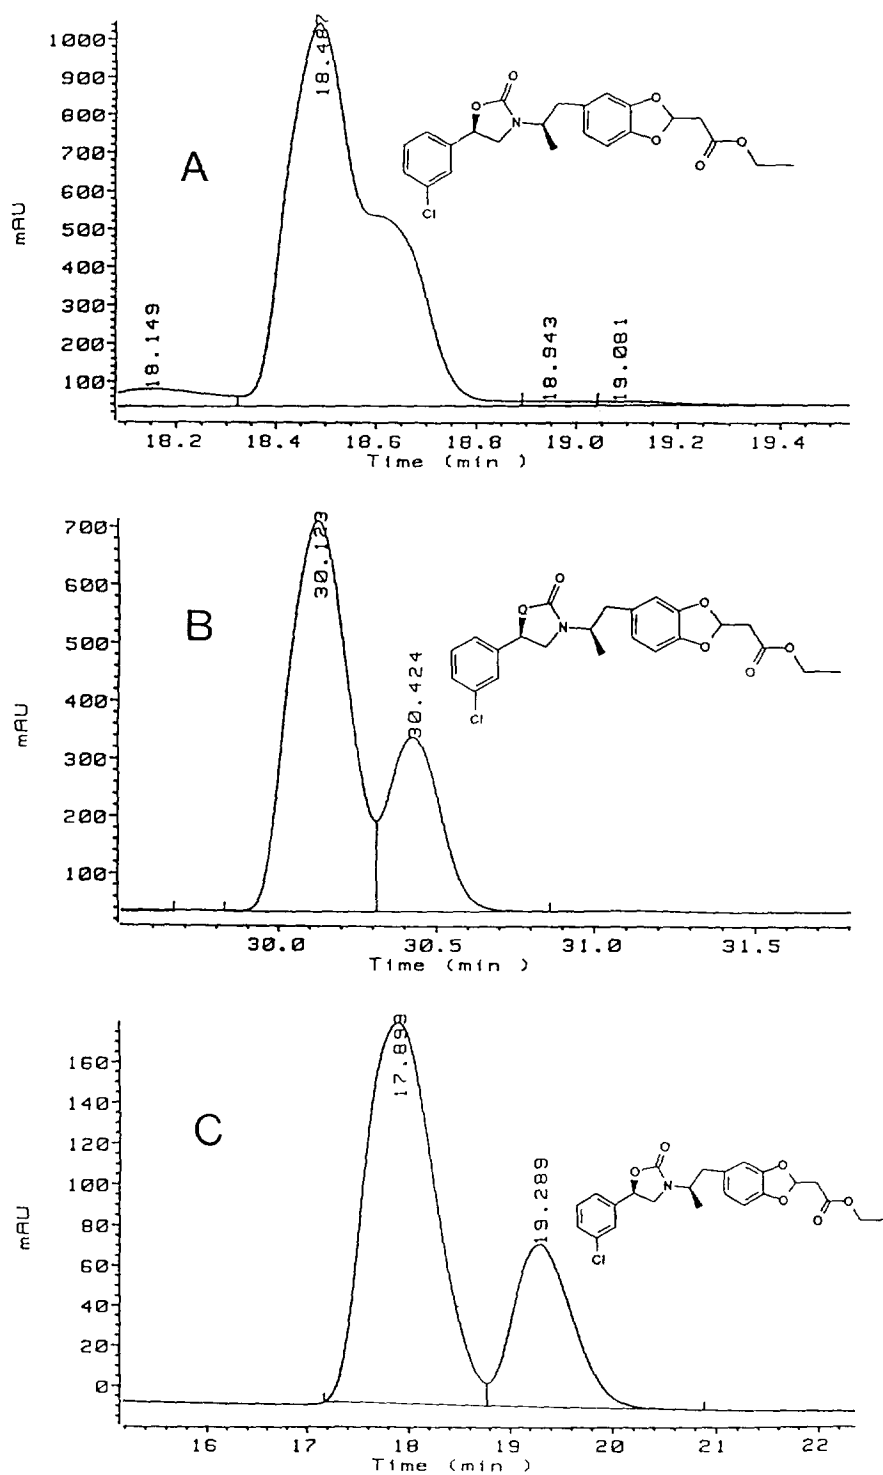 A
mAU
1000
900
800
700
600
500
400
300
200
100
18.149
18.487
18.943
19.081
18.2 18.4 18.6 18.8 19.0 19.2 19.4
Time (min )
O
O
N
Cl
O
O
O
O
B
mAU
700
600
500
400
300
200
100
30.123
30.424
30.0 30.5 31.0 31.5
Time (min )
O
O
N
Cl
O
O
O
O
C
mAU
160
140
120
100
80
60
40
20
0
17.899
19.289
16 17 18 19 20 21 22
Time (min )
O
O
N
Cl
O
O
O
O